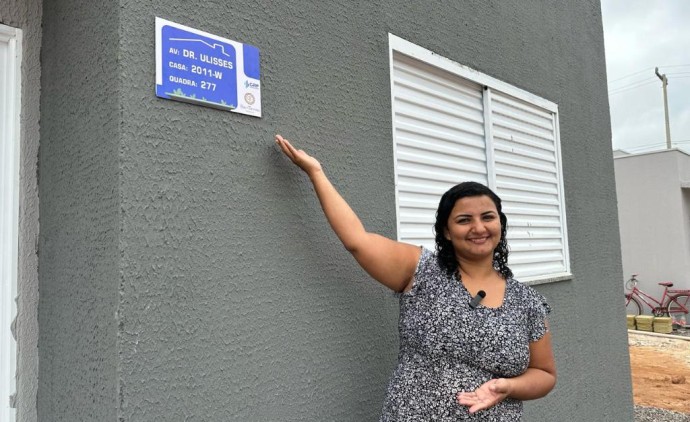 AV: DR. ULISSES
CASA: 2011-W
QUADRA: 277